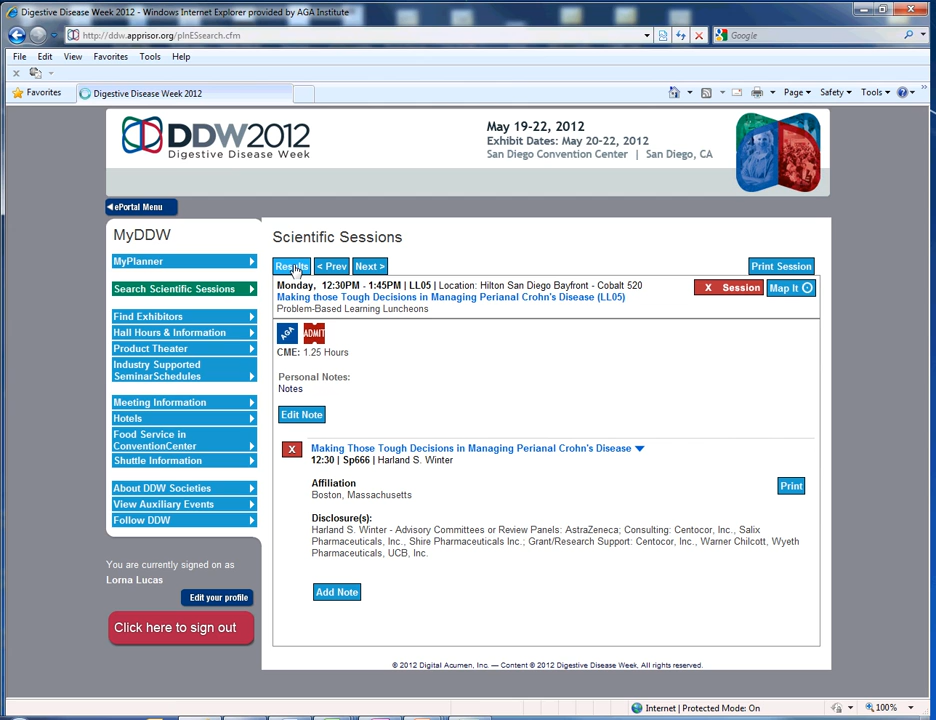 Digestive Disease Week 2012 - Windows Internet Explorer provided by AGA Institute
http://ddw.apprisor.org/plnESsearch.cfm
Google
File Edit View Favorites Tools Help
x
Favorites Digestive Disease Week 2012 Page Safety Tools
DDW2012
Digestive Disease Week
May 19-22, 2012
Exhibit Dates: May 20-22, 2012
San Diego Convention Center | San Diego, CA
ePortal Menu
MyDDW
MyPlanner
Search Scientific Sessions
Find Exhibitors
Hall Hours & Information
Product Theater
Industry Supported
SeminarSchedules
Meeting Information
Hotels
Food Service in
ConventionCenter
Shuttle Information
About DDW Societies
View Auxiliary Events
Follow DDW
You are currently signed on as
Lorna Lucas
Edit your profile
Click here to sign out
Scientific Sessions
Results < Prev Next > Print Session
Monday, 12:30PM - 1:45PM | LL05 | Location: Hilton San Diego Bayfront - Cobalt 520
X Session Map It
Making those Tough Decisions in Managing Perianal Crohn's Disease (LL05)
Problem-Based Learning Luncheons
AGA ADMIT
CME: 1.25 Hours
Personal Notes:
Notes
Edit Note
X Making Those Tough Decisions in Managing Perianal Crohn's Disease
12:30 | Sp666 | Harland S. Winter
Affiliation
Boston, Massachusetts
Print
Disclosure(s):
Harland S. Winter - Advisory Committees or Review Panels: AstraZeneca; Consulting: Centocor, Inc., Salix
Pharmaceuticals, Inc., Shire Pharmaceuticals Inc.; Grant/Research Support: Centocor, Inc., Warner Chilcott, Wyeth
Pharmaceuticals, UCB, Inc.
Add Note
© 2012 Digital Acumen, Inc. — Content © 2012 Digestive Disease Week, All rights reserved.
Internet | Protected Mode: On 100%